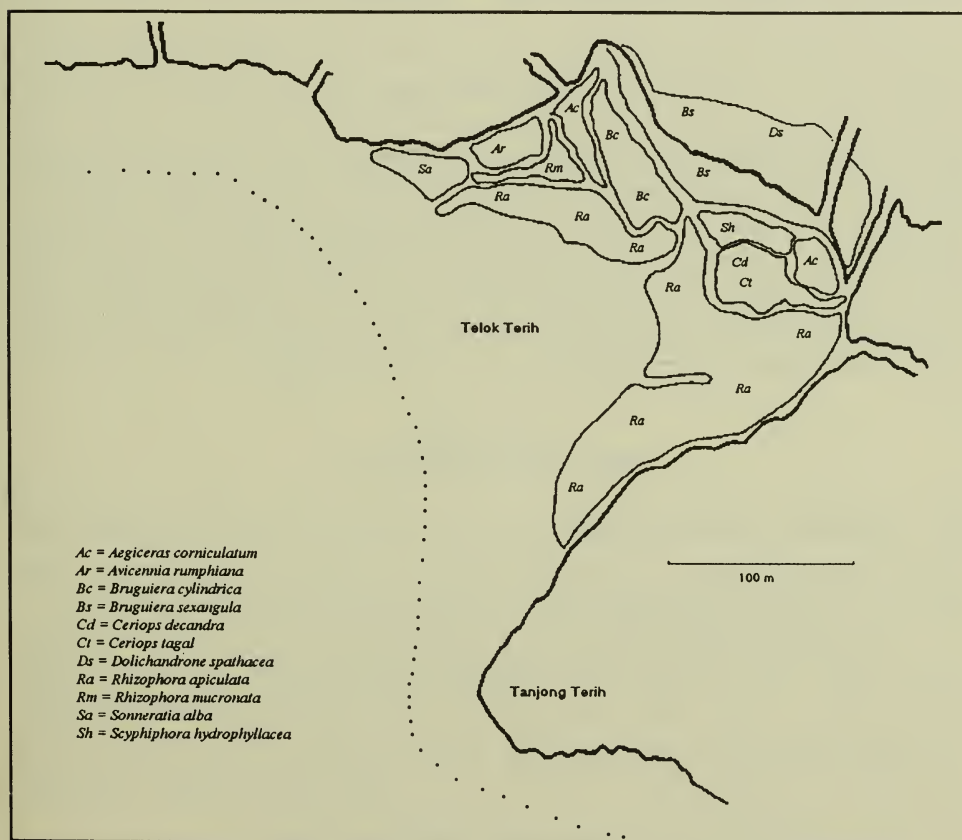 Bs
Ds
Ac
Bc
Ar
Rm
Sa
Bs
Ra
Bc
Ra
Sh
Ra
Cd
Ac
Ct
Ra
Telok Terih
Ra
Ra
Ra
Ra
Ac = Aegiceras corniculatum
Ar = Avicennia rumphiana
Bc = Bruguiera cylindrica
Bs = Bruguiera sexangula
Cd = Ceriops decandra
Ct = Ceriops tagal
Ds = Dolichandrone spathacea
Ra = Rhizophora apiculata
Rm = Rhizophora mucronata
Sa = Sonneratia alba
Sh = Scyphiphora hydrophyllacea
100 m
Tanjong Terih